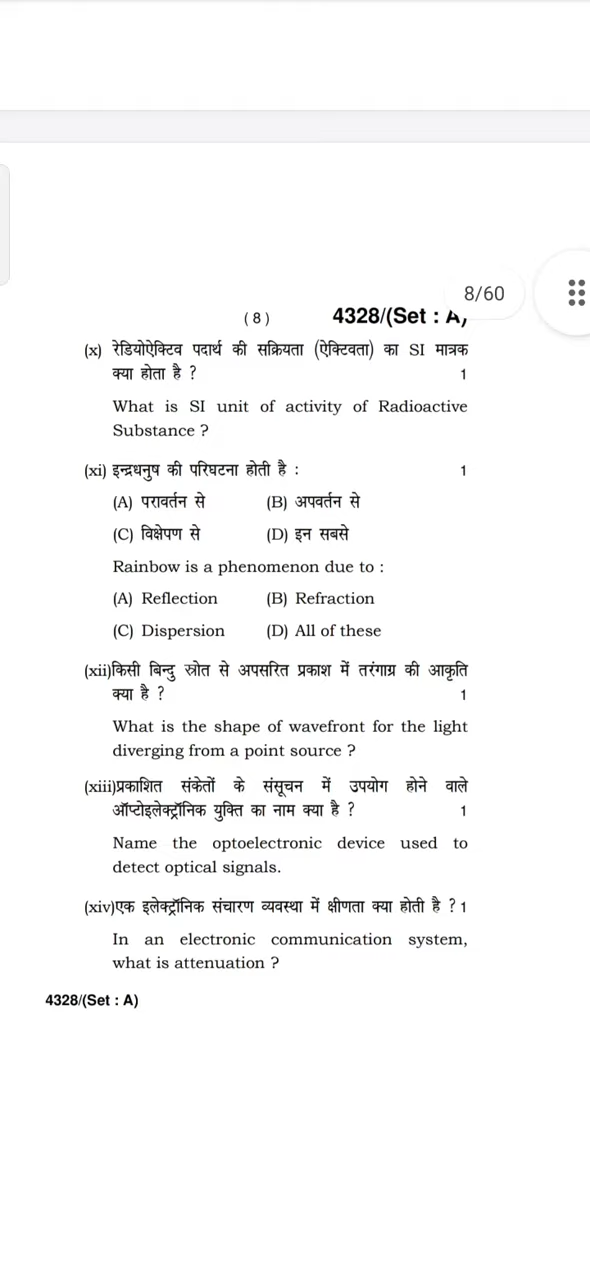 8/60
( 8 ) 4328/(Set : A)
(x) रेडियोऐक्टिव पदार्थ की सक्रियता (ऐक्टिवता) का SI मात्रक
क्या होता है ? 1
What is SI unit of activity of Radioactive
Substance ?
(xi) इन्द्रधनुष की परिघटना होती है : 1
(A) परावर्तन से (B) अपवर्तन से
(C) विक्षेपण से (D) इन सबसे
Rainbow is a phenomenon due to :
(A) Reflection (B) Refraction
(C) Dispersion (D) All of these
(xii)किसी बिन्दु स्रोत से अपसरित प्रकाश में तरंगाग्र की आकृति
क्या है ? 1
What is the shape of wavefront for the light
diverging from a point source ?
(xiii)प्रकाशित संकेतों के संसूचन में उपयोग होने वाले
ऑप्टोइलेक्ट्रॉनिक युक्ति का नाम क्या है ? 1
Name the optoelectronic device used to
detect optical signals.
(xiv)एक इलेक्ट्रॉनिक संचारण व्यवस्था में क्षीणता क्या होती है ? 1
In an electronic communication system,
what is attenuation ?
4328/(Set : A)